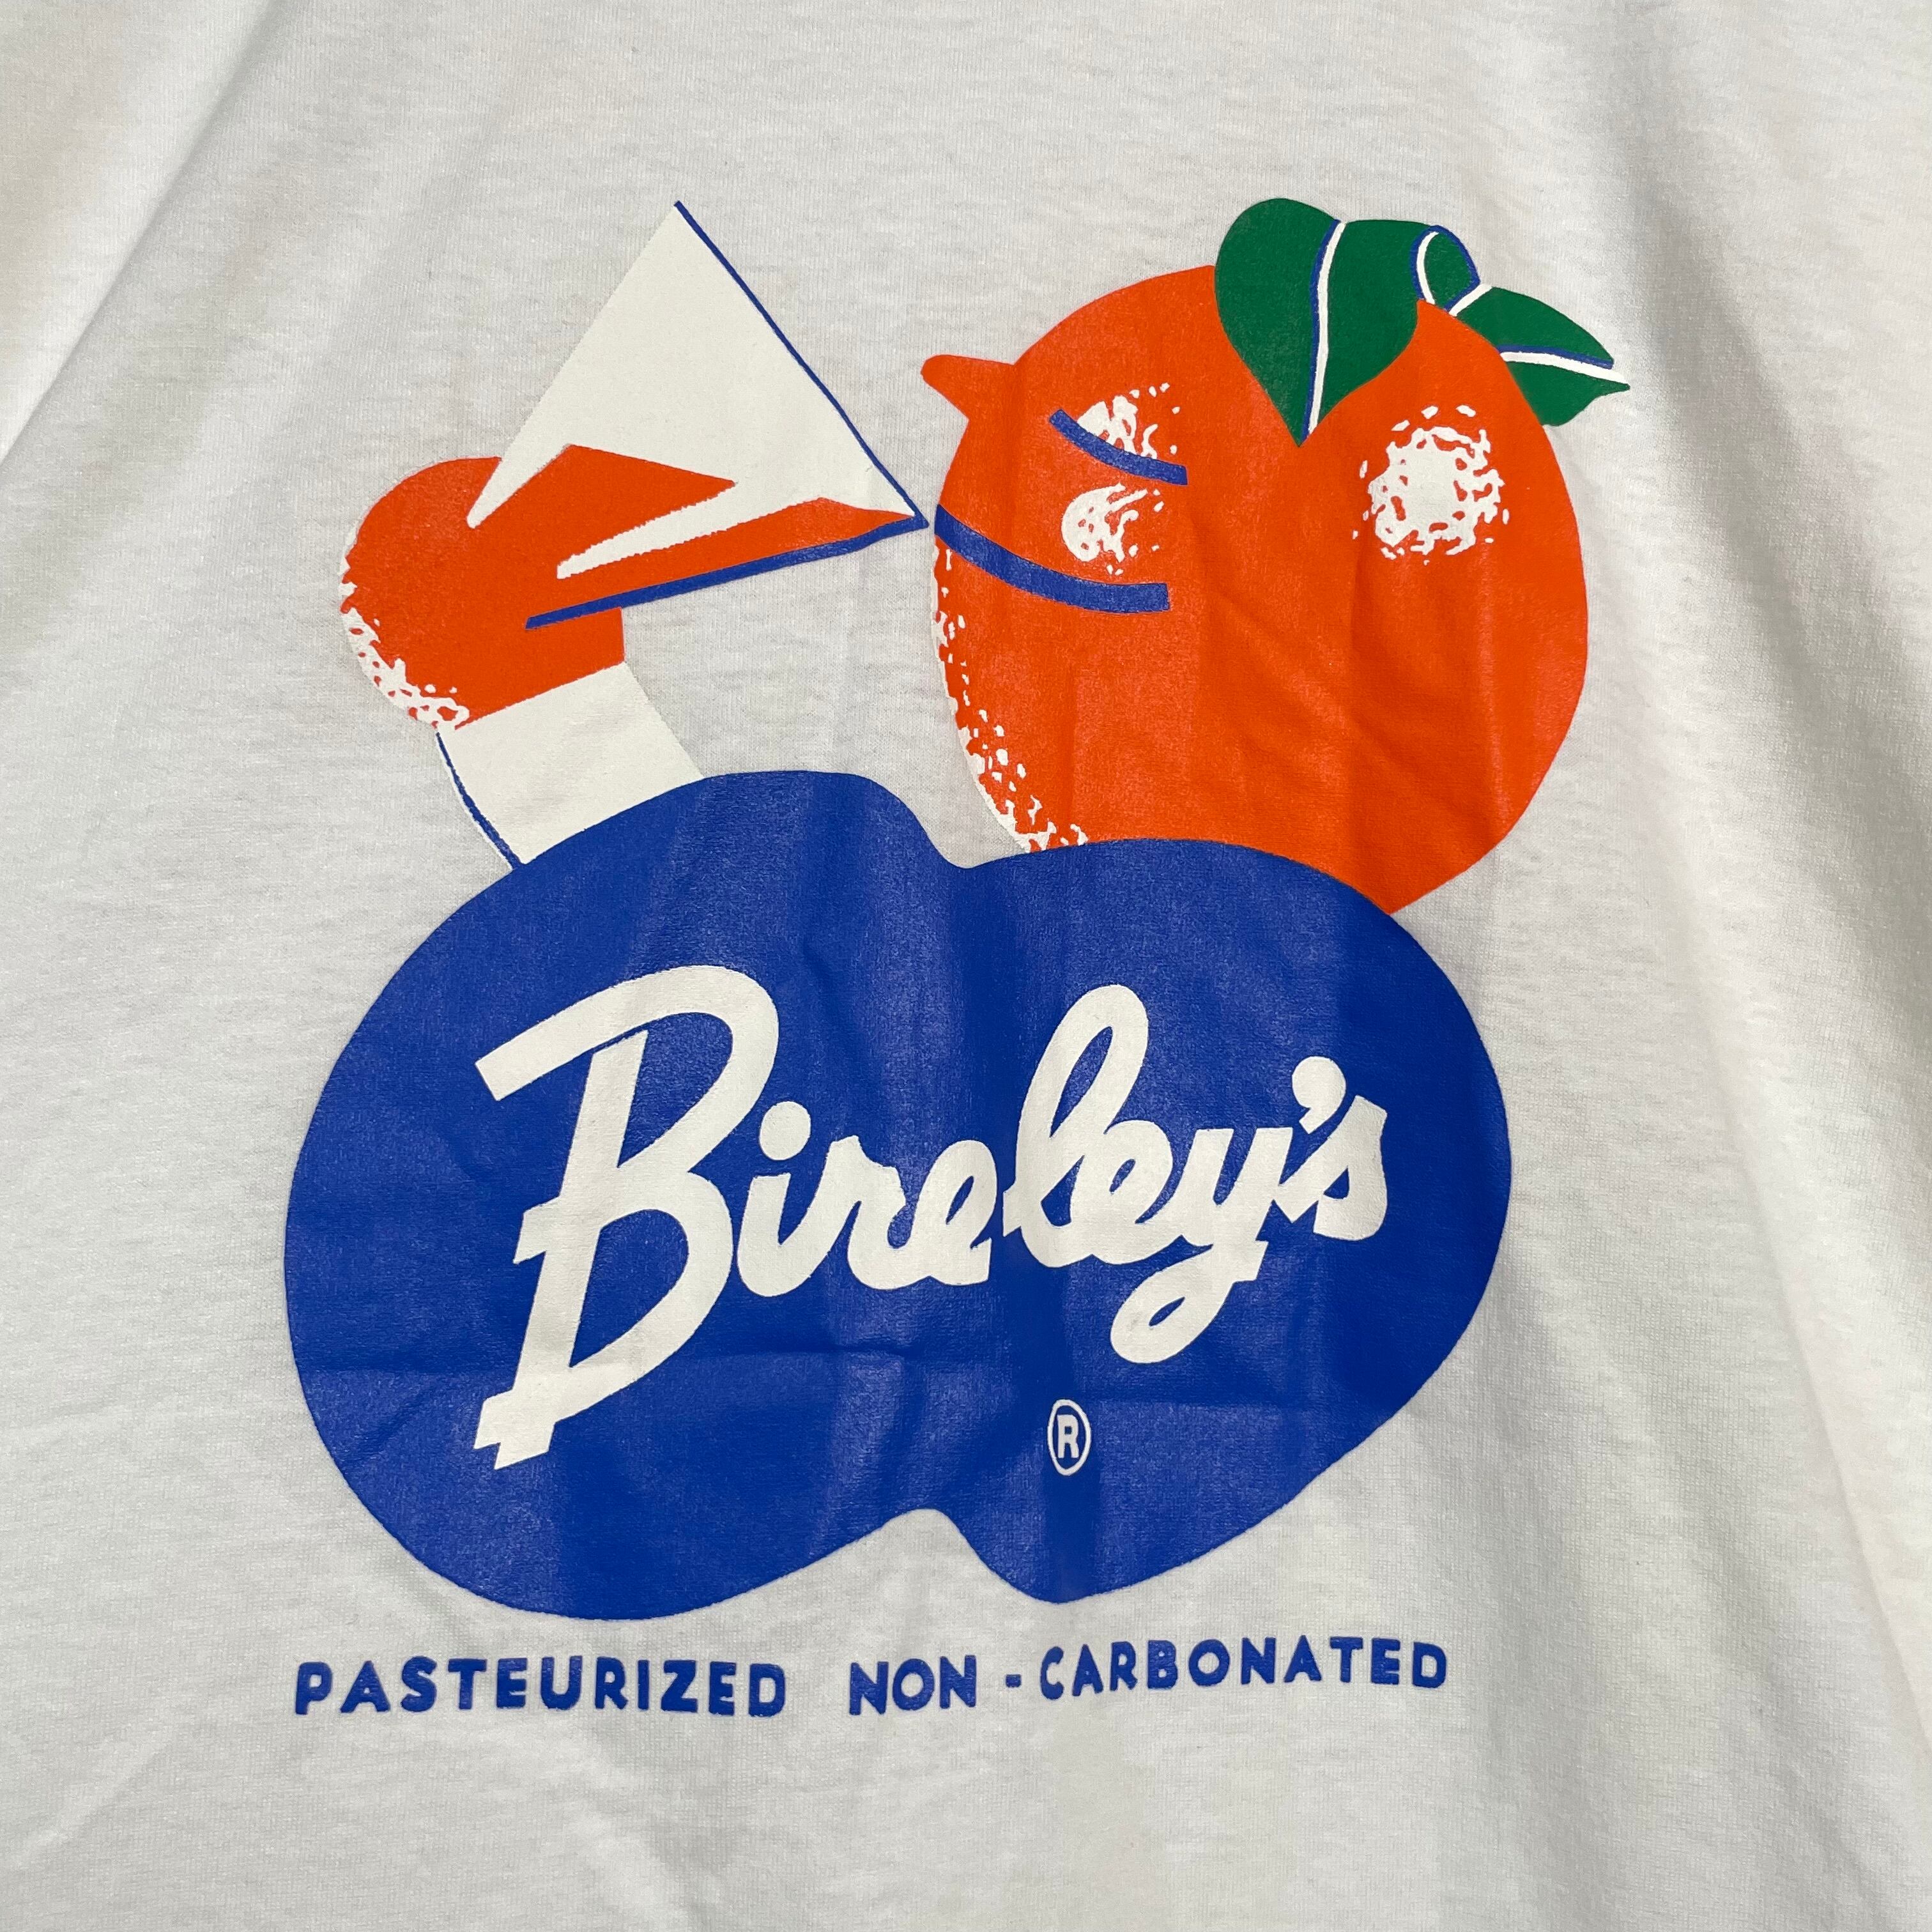 Bireley's
®
PASTEURIZED NON-CARBONATED